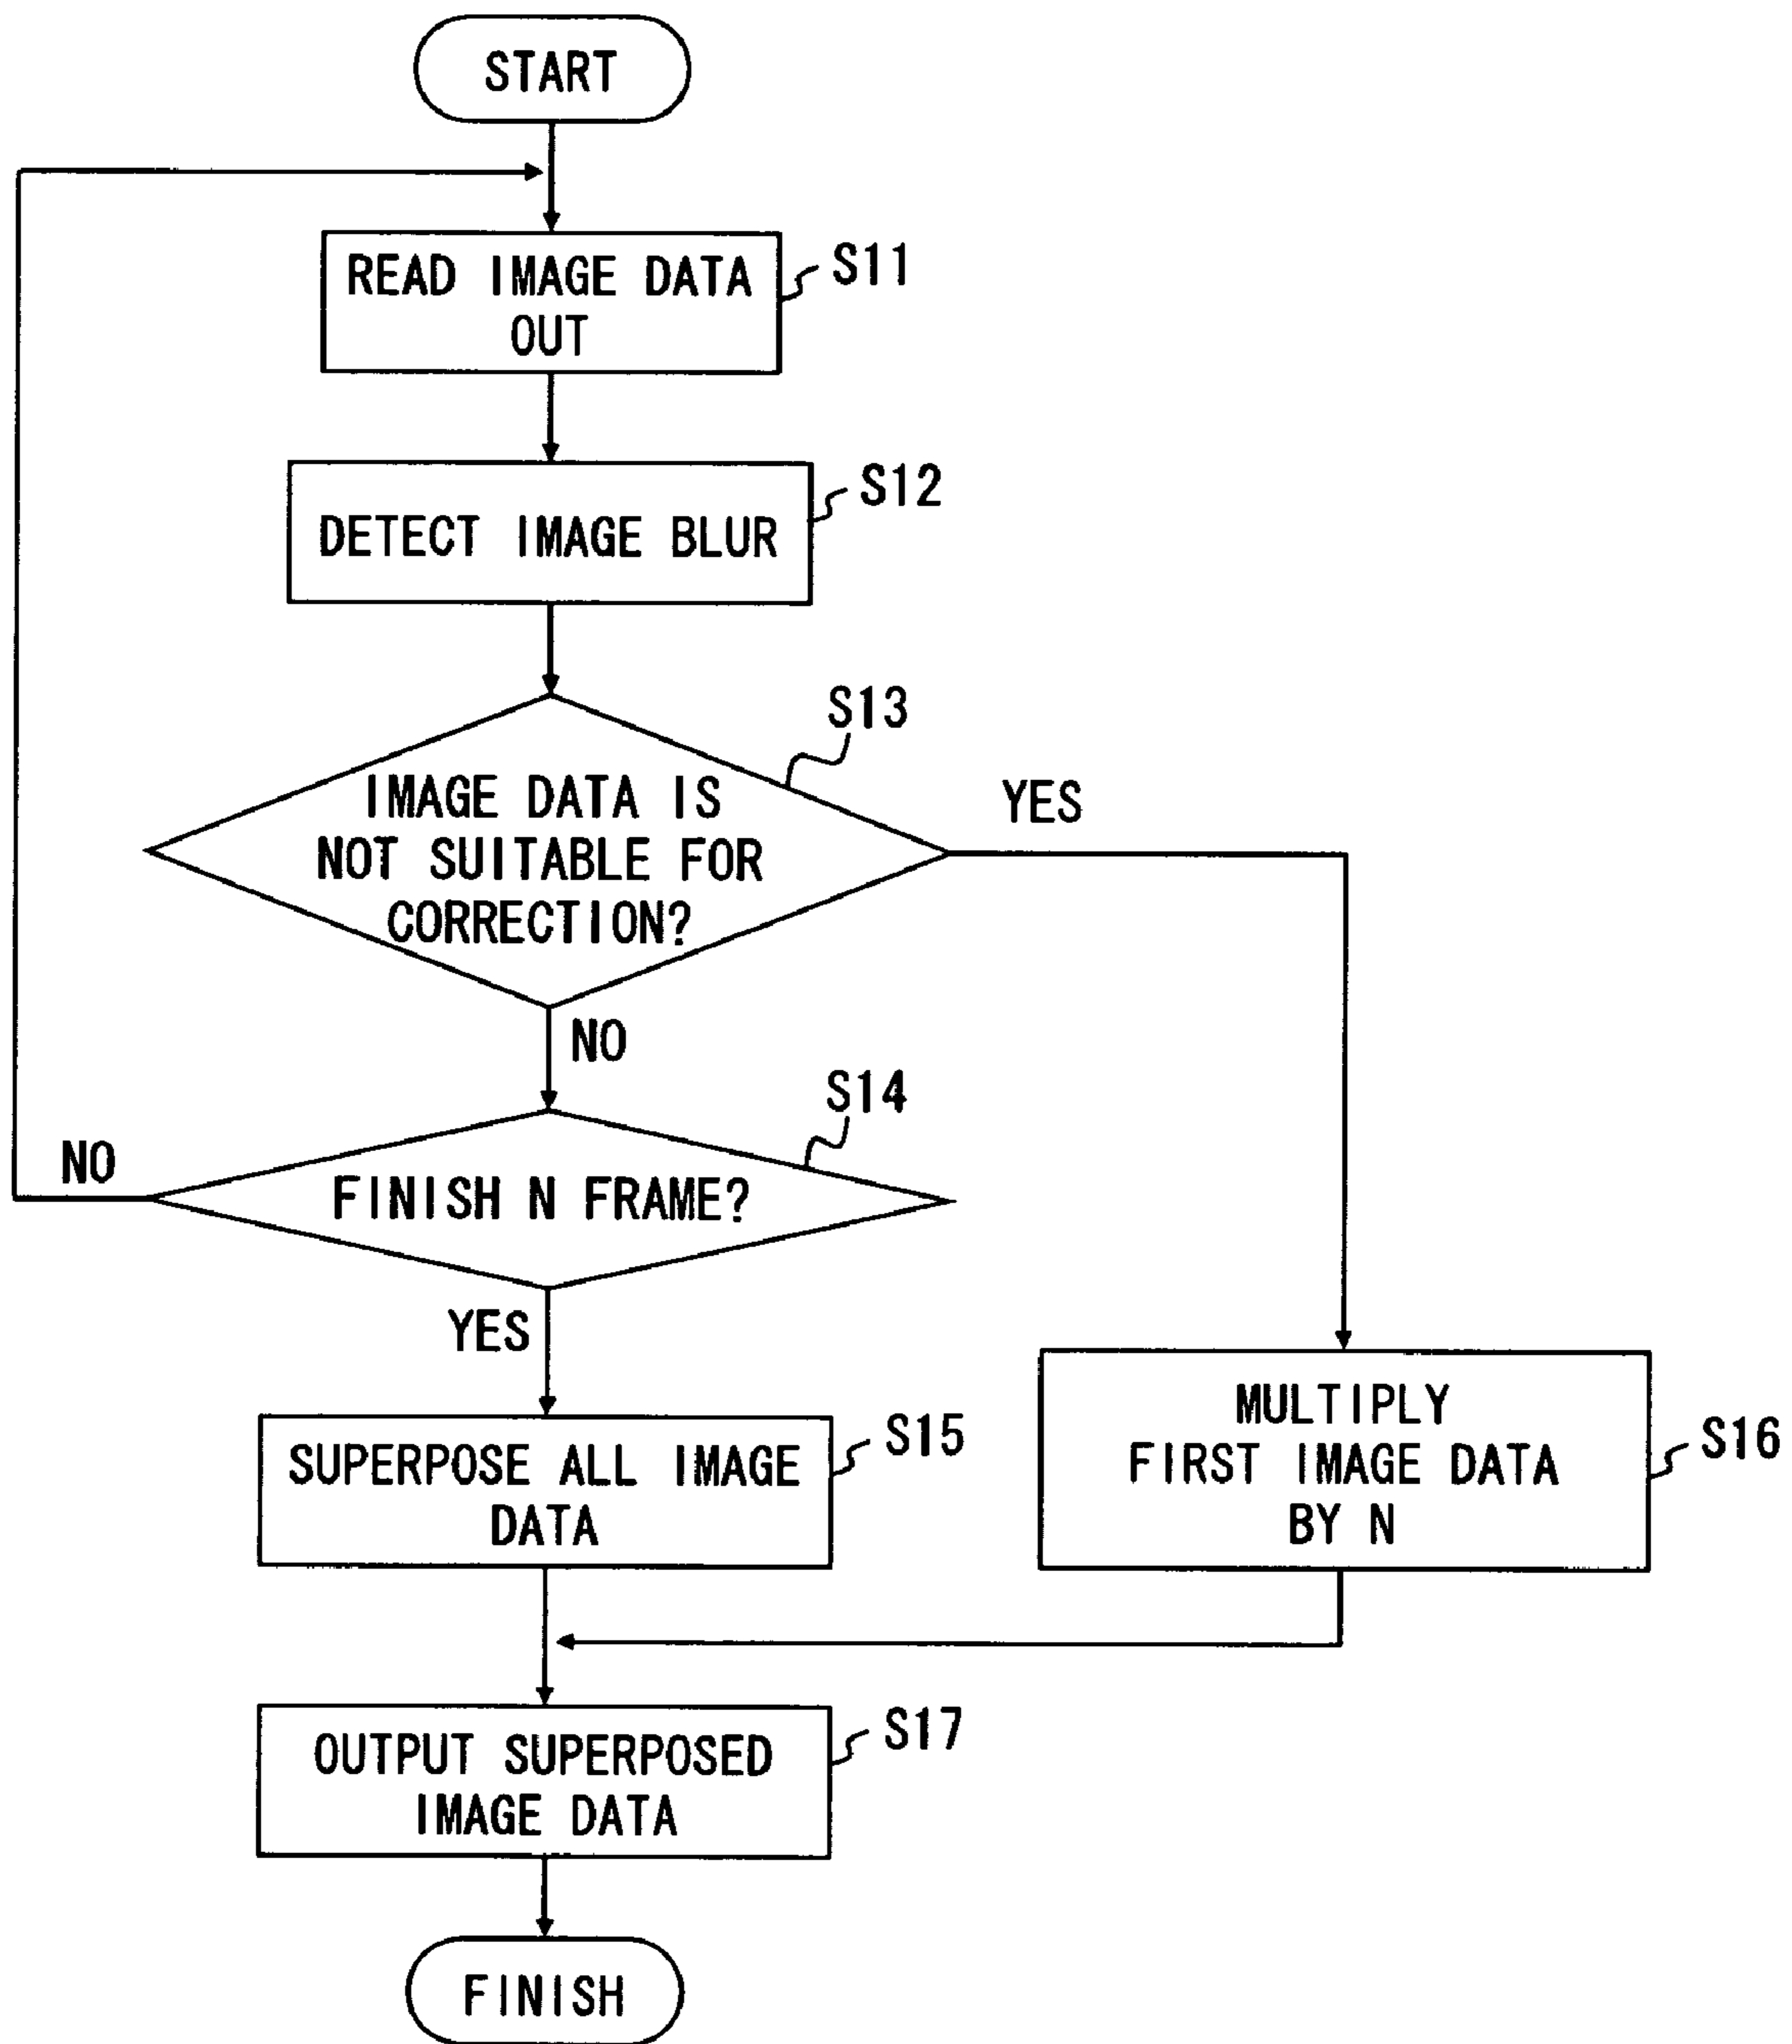 START
READ IMAGE DATA
OUT
S11
DETECT IMAGE BLUR
S12
IMAGE DATA IS
NOT SUITABLE FOR
CORRECTION?
S13
YES
NO
FINISH N FRAME?
S14
NO
YES
SUPERPOSE ALL IMAGE
DATA
S15
MULTIPLY
FIRST IMAGE DATA
BY N
S16
OUTPUT SUPERPOSED
IMAGE DATA
S17
FINISH